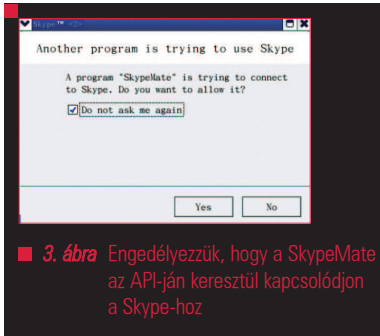 Skype™ <2>
Another program is trying to use Skype
A program "SkypeMate" is trying to connect
to Skype. Do you want to allow it?
Do not ask me again
Yes No
3. ábra Engedélyezzük, hogy a SkypeMate
az API-ján keresztül kapcsolódjon
a Skype-hoz